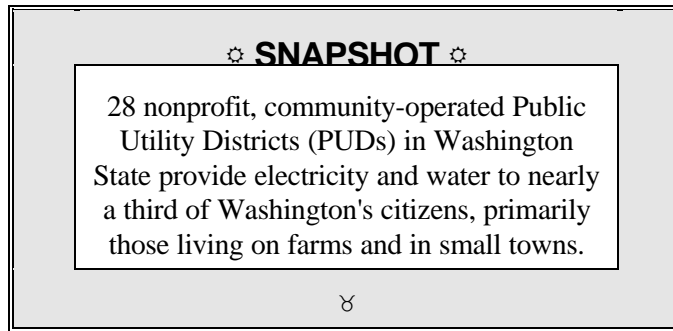 ☼ SNAPSHOT ☼
28 nonprofit, community-operated Public
Utility Districts (PUDs) in Washington
State provide electricity and water to nearly
a third of Washington's citizens, primarily
those living on farms and in small towns.
♉